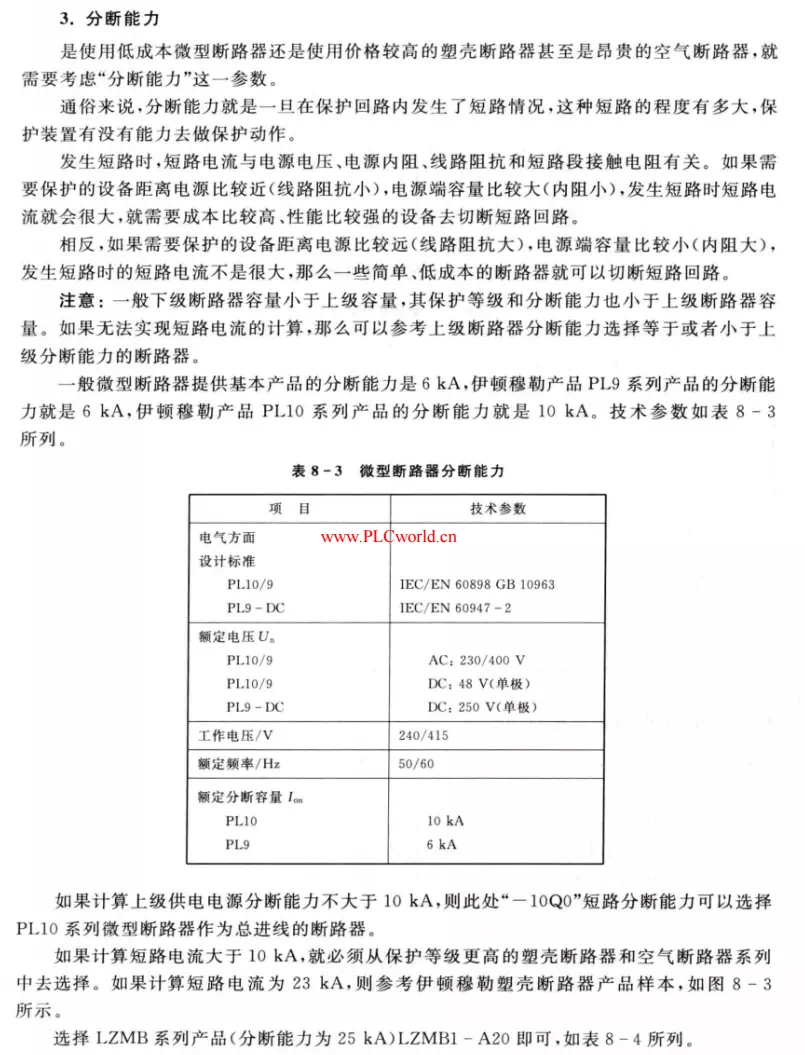 3. 分断能力
是使用低成本微型断路器还是使用价格较高的塑壳断路器甚至是昂贵的空气断路器,就
需要考虑“分断能力”这一参数。
通俗来说,分断能力就是一旦在保护回路内发生了短路情况,这种短路的程度有多大,保
护装置有没有能力去做保护动作。
发生短路时,短路电流与电源电压、电源内阻、线路阻抗和短路段接触电阻有关。如果需
要保护的设备距离电源比较近(线路阻抗小),电源端容量比较大(内阻小),发生短路时短路电
流就会很大,就需要成本比较高、性能比较强的设备去切断短路回路。
相反,如果需要保护的设备距离电源比较远(线路阻抗大),电源端容量比较小(内阻大),
发生短路时的短路电流不是很大,那么一些简单、低成本的断路器就可以切断短路回路。
注意:一般下级断路器容量小于上级容量,其保护等级和分断能力也小于上级断路器容
量。如果无法实现短路电流的计算,那么可以参考上级断路器分断能力选择等于或者小于上
级分断能力的断路器。
一般微型断路器提供基本产品的分断能力是 6 kA,伊顿穆勒产品 PL9 系列产品的分断能
力就是 6 kA,伊顿穆勒产品 PL10 系列产品的分断能力就是 10 kA。技术参数如表 8-3
所列。
表 8-3 微型断路器分断能力
项 目 技术参数
电气方面
www.PLCworld.cn
设计标准
PL10/9 IEC/EN 60898 GB 10963
PL9-DC IEC/EN 60947-2
额定电压 Un
PL10/9 AC: 230/400 V
PL10/9 DC: 48 V(单极)
PL9-DC DC: 250 V(单极)
工作电压/V 240/415
额定频率/Hz 50/60
额定分断容量 Icn
PL10 10 kA
PL9 6 kA
如果计算上级供电电源分断能力不大于 10 kA,则此处“-10Q0”短路分断能力可以选择
PL10 系列微型断路器作为总进线的断路器。
如果计算短路电流大于 10 kA,就必须从保护等级更高的塑壳断路器和空气断路器系列
中去选择。如果计算短路电流为 23 kA,则参考伊顿穆勒塑壳断路器产品样本,如图 8-3
所示。
选择 LZMB 系列产品(分断能力为 25 kA)LZMB1-A20 即可,如表 8-4 所列。